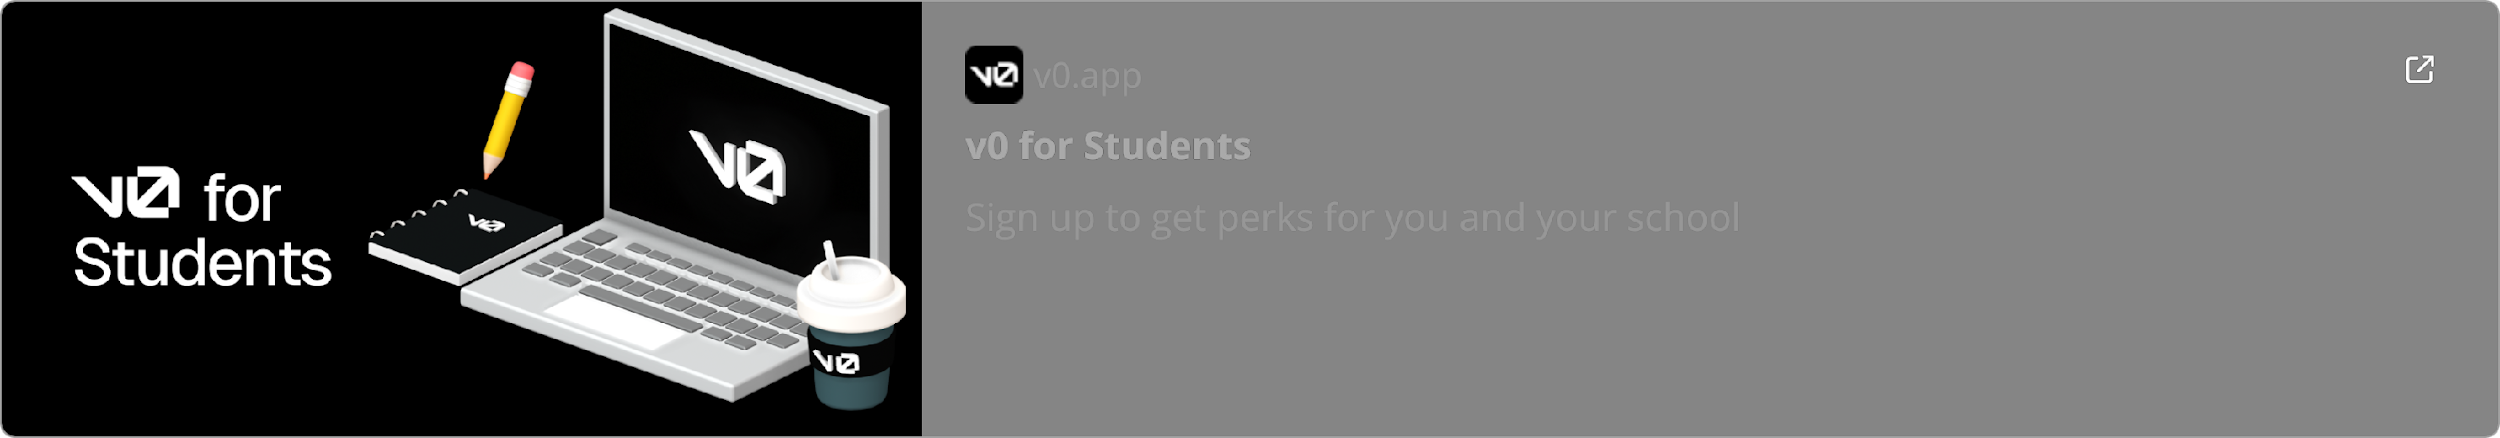 v0 for
Students
v0
v0
v0
v0 v0.app
v0 for Students
Sign up to get perks for you and your school